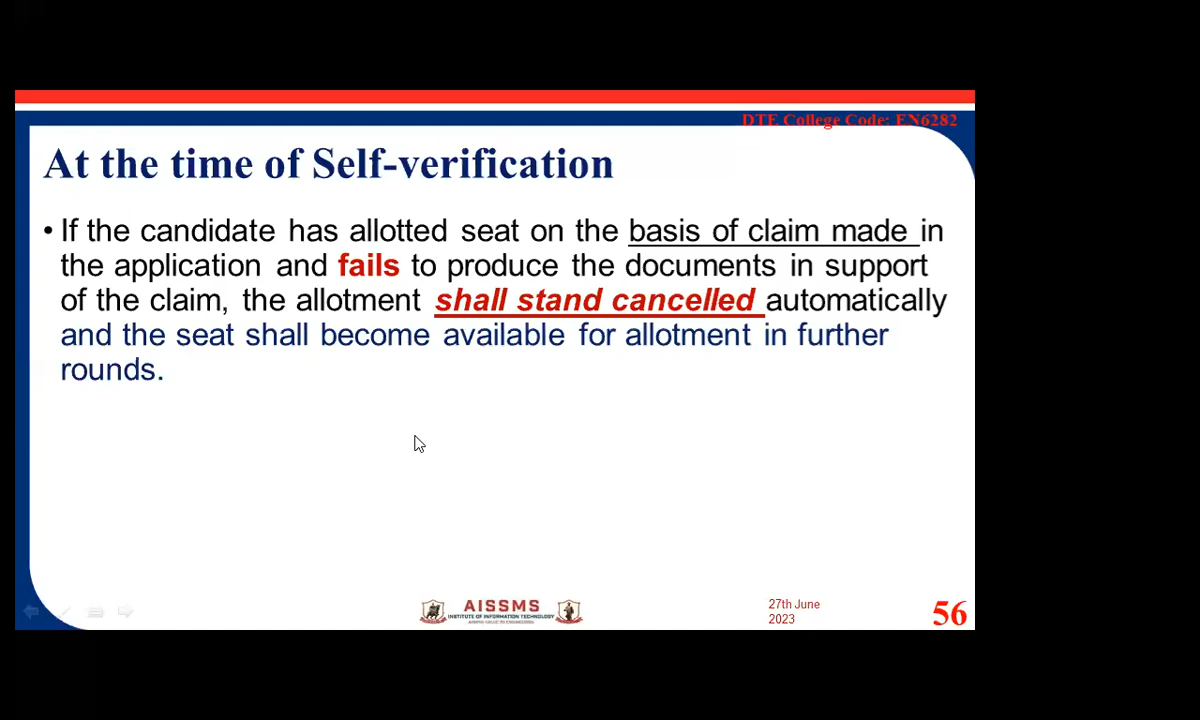 DTE College Code: EN6282
At the time of Self-verification
• If the candidate has allotted seat on the basis of claim made in
the application and fails to produce the documents in support
of the claim, the allotment shall stand cancelled automatically
and the seat shall become available for allotment in further
rounds.
AISSMS
INSTITUTE OF INFORMATION TECHNOLOGY
27th June
2023
56